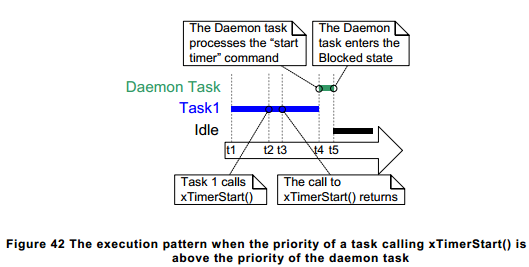 The Daemon task
processes the “start
timer” command
The Daemon
task enters the
Blocked state
Daemon Task
Task1
Idle
t1 t2 t3 t4 t5
Task 1 calls
xTimerStart()
The call to
xTimerStart() returns
Figure 42 The execution pattern when the priority of a task calling xTimerStart() is
above the priority of the daemon task